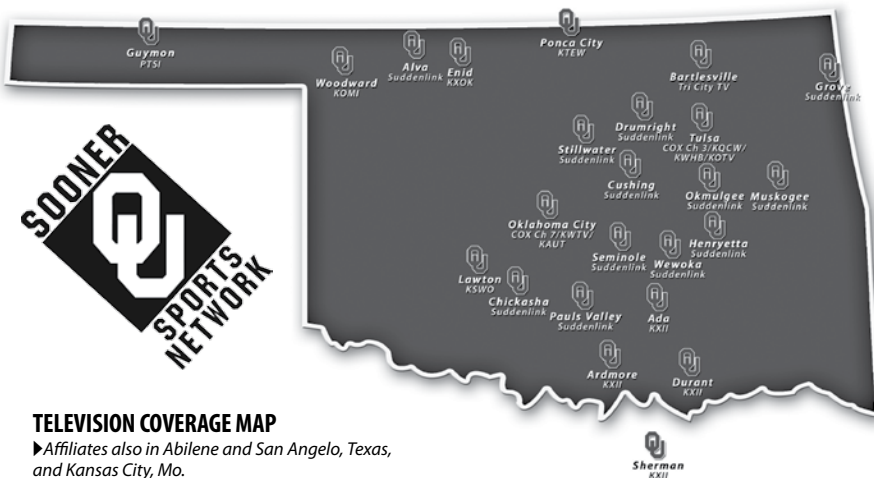 Guymon
PTSI
Woodward
KOMI
Alva
Suddenlink
Enid
KXOK
Ponca City
KTEW
Bartlesville
Tri City TV
Grove
Suddenlink
Drumright
Suddenlink
Tulsa
COX Ch 3/KQCW/
KWHB/KOTV
Stillwater
Suddenlink
Cushing
Suddenlink
Okmulgee
Suddenlink
Muskogee
Suddenlink
Oklahoma City
COX Ch 7/KWTV/
KAUT
Seminole
Suddenlink
Wewoka
Suddenlink
Henryetta
Suddenlink
Lawton
KSWO
Chickasha
Suddenlink
Pauls Valley
Suddenlink
Ada
KXII
Ardmore
KXII
Durant
KXII
Sherman
KXII
SOONER
OU
SPORTS
NETWORK
TELEVISION COVERAGE MAP
▶Affiliates also in Abilene and San Angelo, Texas,
and Kansas City, Mo.